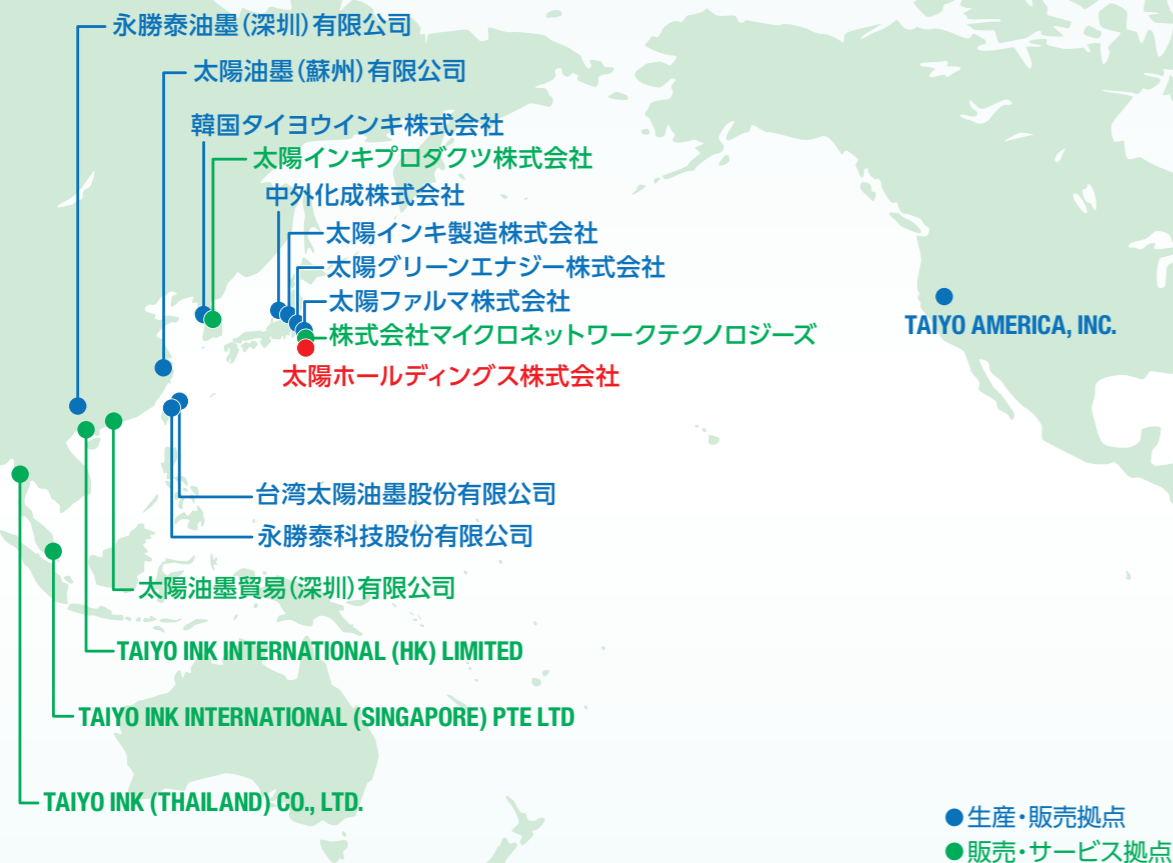 永勝泰油墨(深圳)有限公司
太陽油墨(蘇州)有限公司
韓国タイヨウインキ株式会社
太陽インキプロダクツ株式会社
中外化成株式会社
太陽インキ製造株式会社
太陽グリーンエナジー株式会社
太陽ファルマ株式会社
株式会社マイクロネットワークテクノロジーズ
太陽ホールディングス株式会社
TAIYO AMERICA, INC.
台湾太陽油墨股份有限公司
永勝泰科技股份有限公司
太陽油墨貿易(深圳)有限公司
TAIYO INK INTERNATIONAL (HK) LIMITED
TAIYO INK INTERNATIONAL (SINGAPORE) PTE LTD
TAIYO INK (THAILAND) CO., LTD.
●生産・販売拠点
●販売・サービス拠点